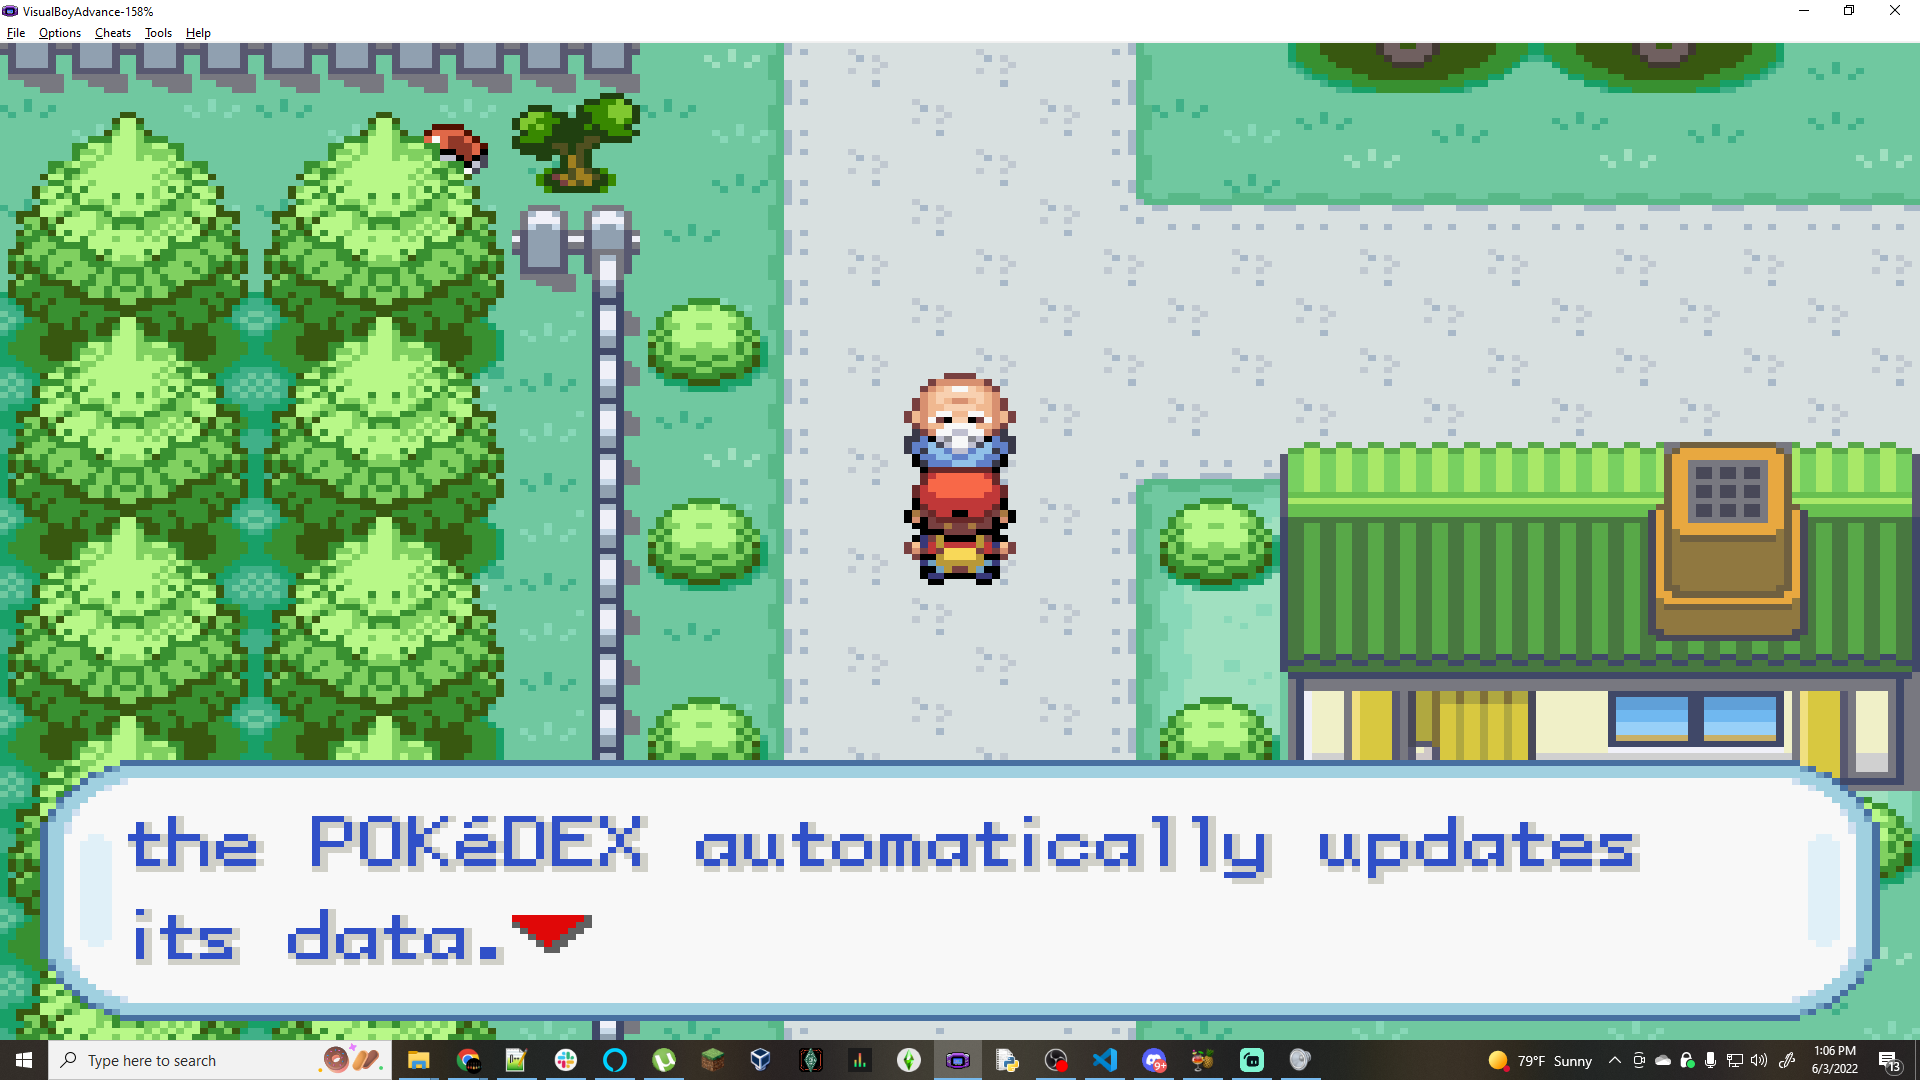 VisualBoyAdvance-158%
File Options Cheats Tools Help
the POKéDEX automatically updates
its data.
Type here to search
9+
79°F Sunny
1:06 PM
6/3/2022
13